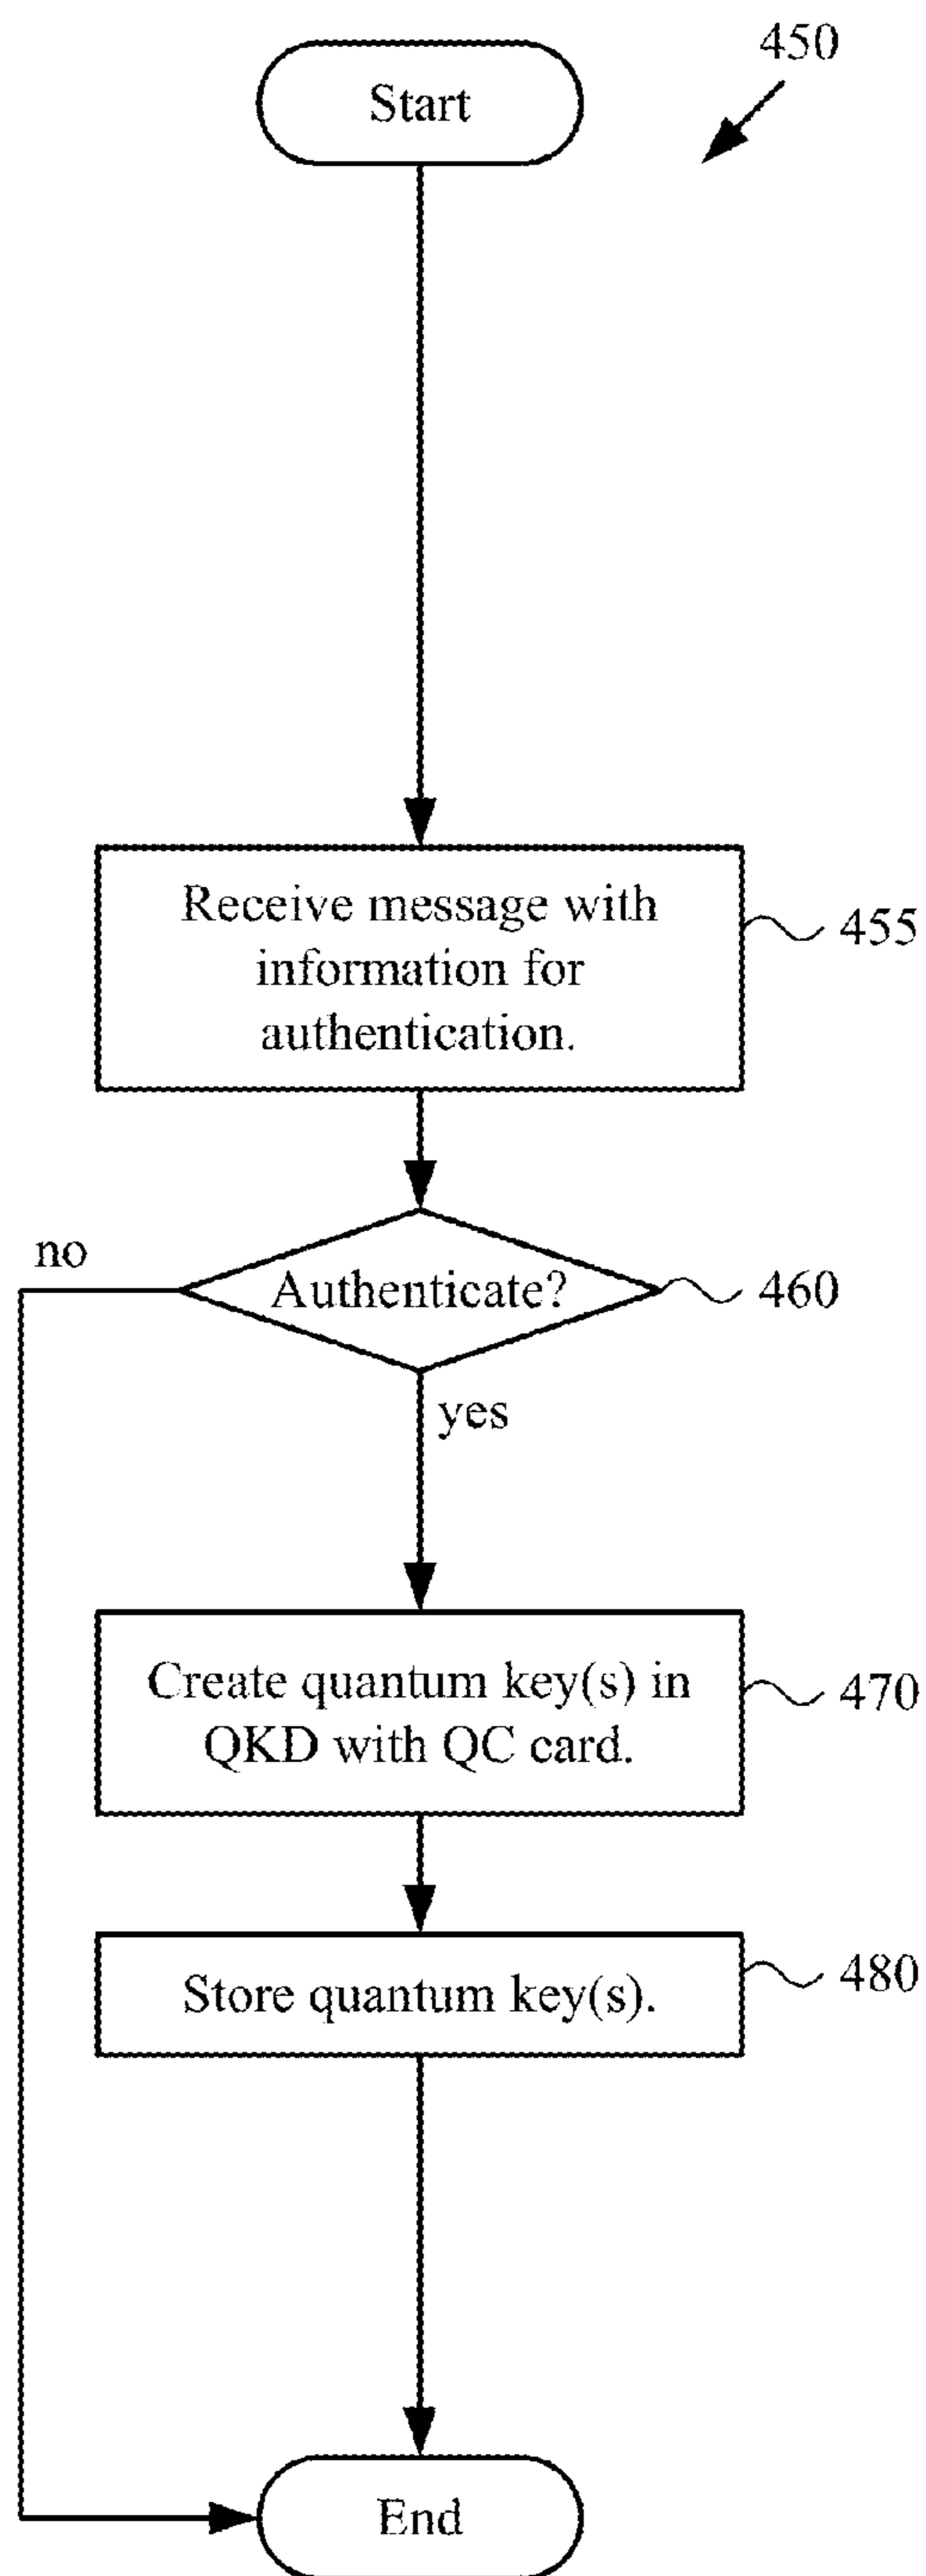 450
Start
Receive message with
information for
authentication.
455
no
Authenticate?
460
yes
Create quantum key(s) in
QKD with QC card.
470
Store quantum key(s).
480
End